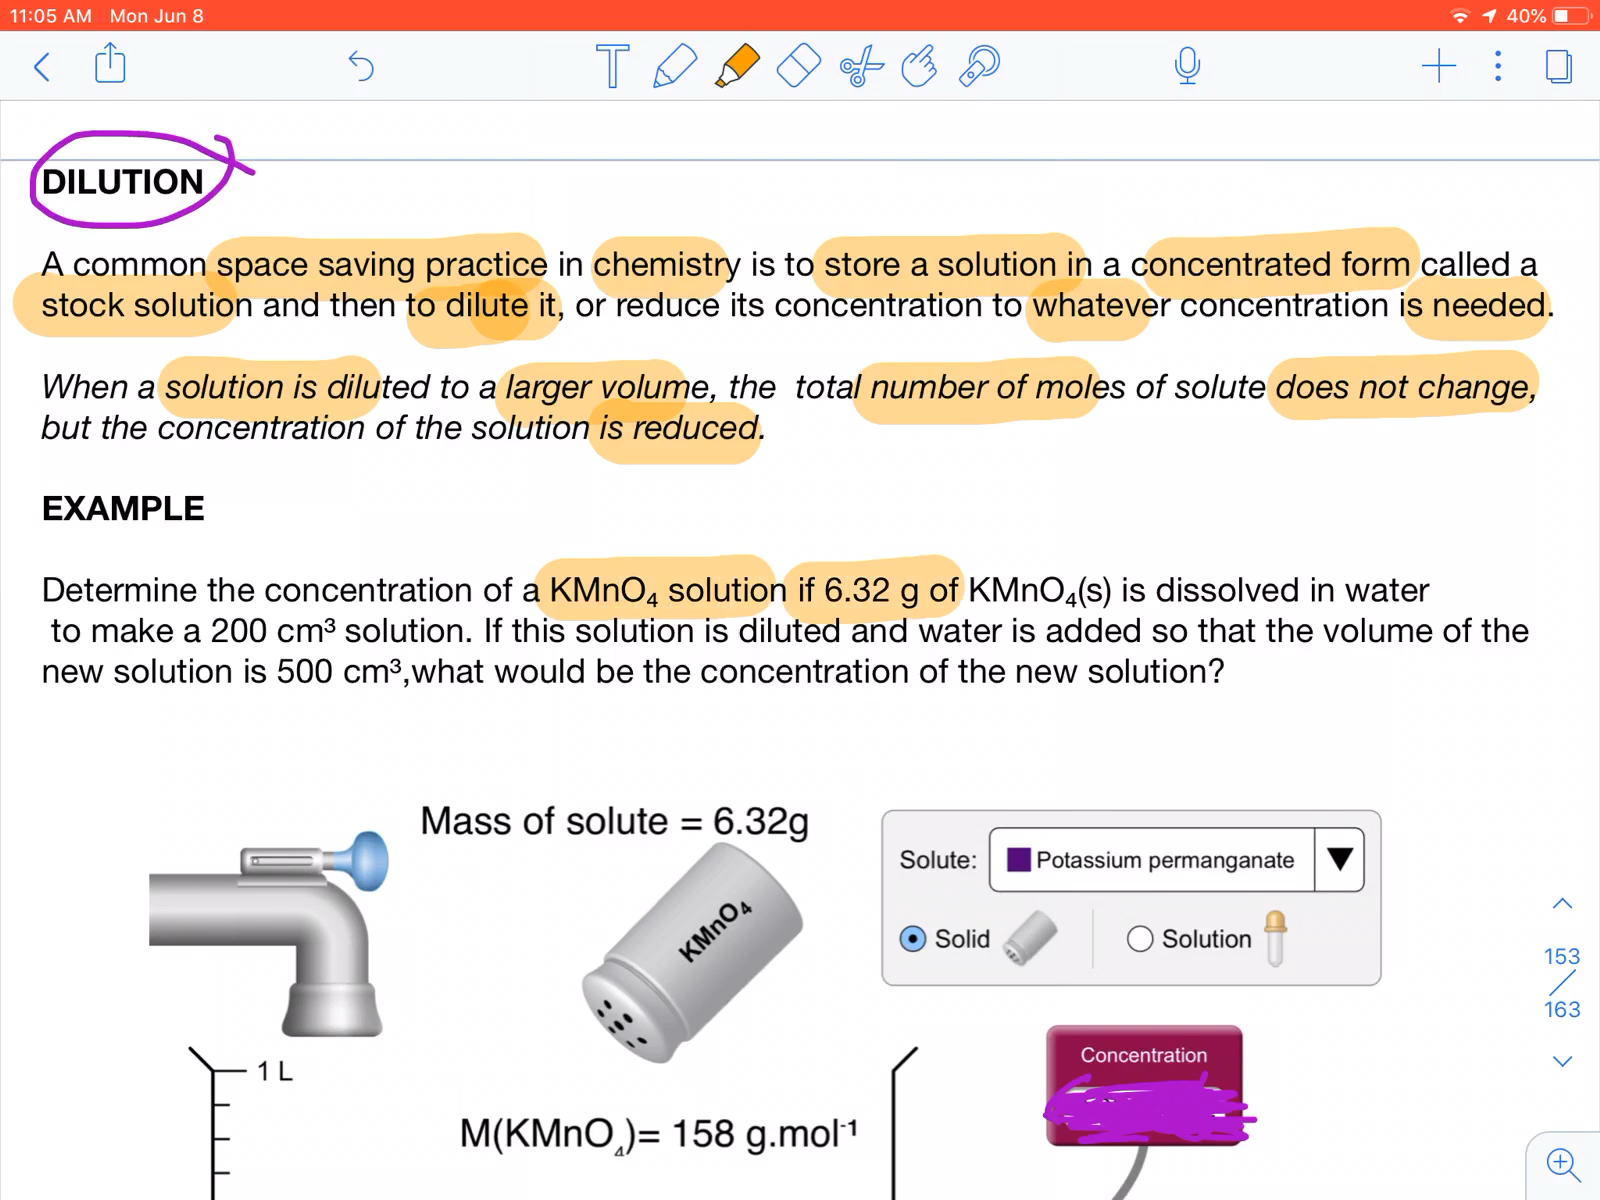 11:05 AM Mon Jun 8
40%
DILUTION
A common space saving practice in chemistry is to store a solution in a concentrated form called a
stock solution and then to dilute it, or reduce its concentration to whatever concentration is needed.
When a solution is diluted to a larger volume, the total number of moles of solute does not change,
but the concentration of the solution is reduced.
EXAMPLE
Determine the concentration of a KMnO₄ solution if 6.32 g of KMnO₄(s) is dissolved in water
to make a 200 cm³ solution. If this solution is diluted and water is added so that the volume of the
new solution is 500 cm³,what would be the concentration of the new solution?
Mass of solute = 6.32g
Solute: Potassium permanganate
KMnO₄
Solid Solution
153
163
Concentration
1 L
M(KMnO₄)= 158 g.mol⁻¹